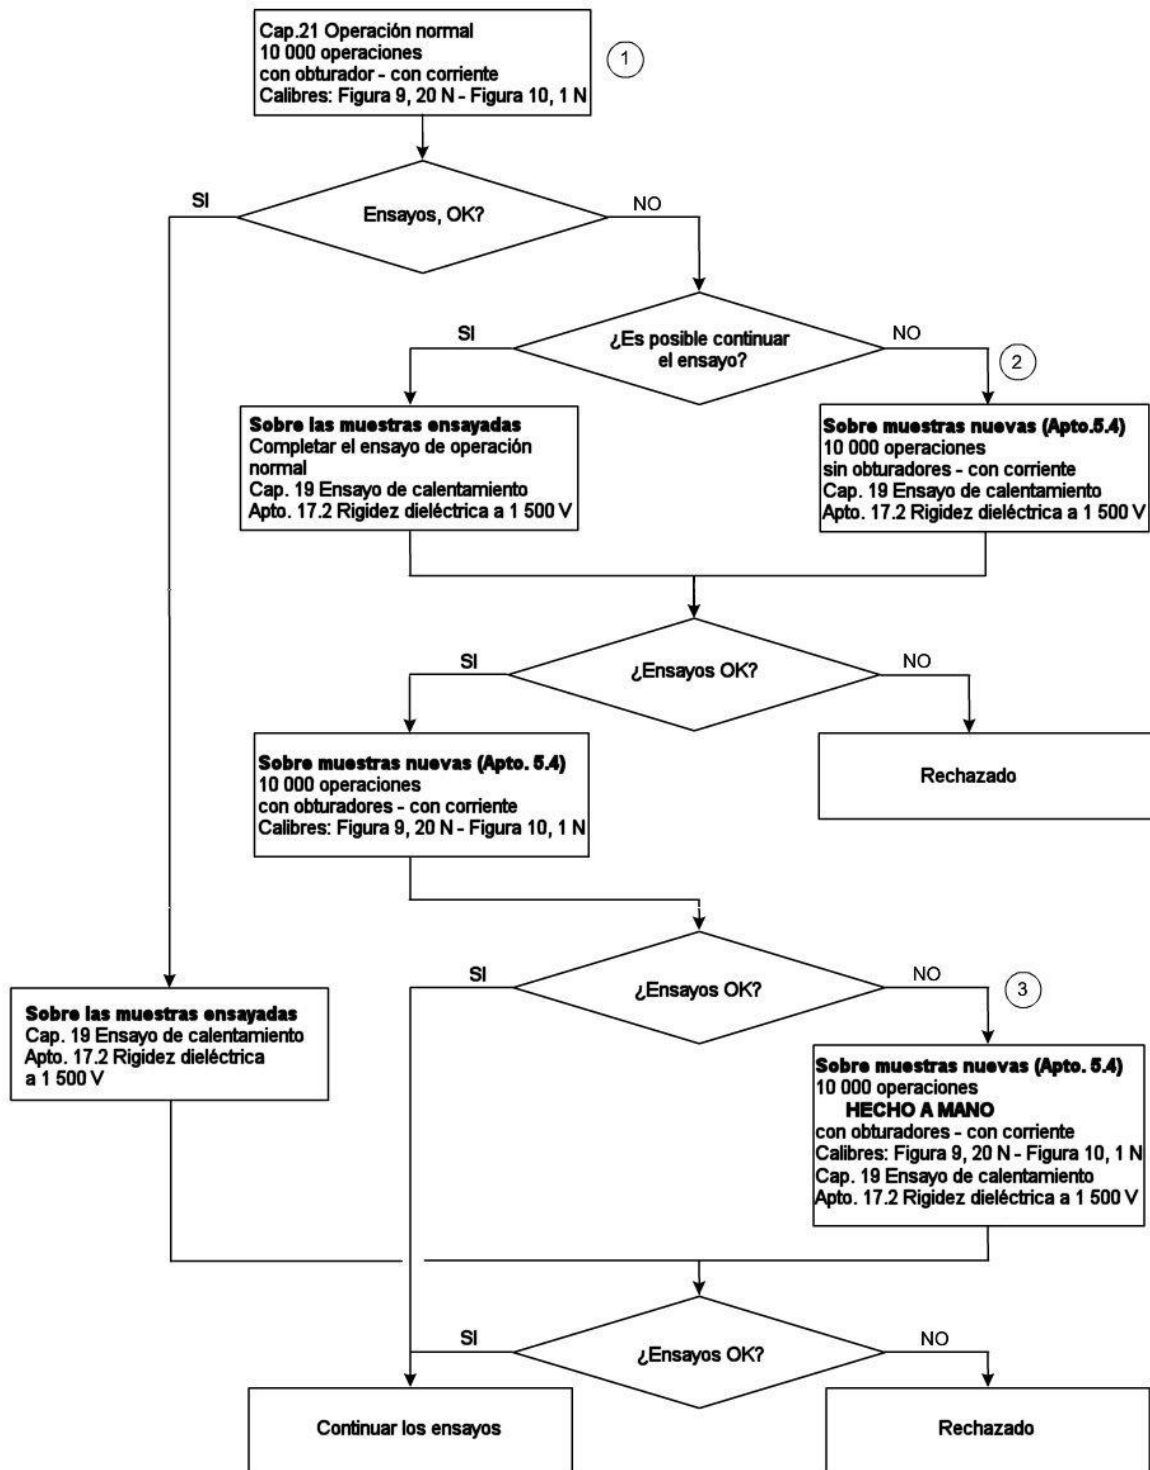 Cap.21 Operación normal
10 000 operaciones
con obturador - con corriente
Calibres: Figura 9, 20 N - Figura 10, 1 N
1
SI
Ensayos, OK?
NO
SI
¿Es posible continuar
el ensayo?
NO
2
Sobre las muestras ensayadas
Completar el ensayo de operación
normal
Cap. 19 Ensayo de calentamiento
Apto. 17.2 Rigidez dieléctrica a 1 500 V
Sobre muestras nuevas (Apto.5.4)
10 000 operaciones
sin obturadores - con corriente
Cap. 19 Ensayo de calentamiento
Apto. 17.2 Rigidez dieléctrica a 1 500 V
SI
¿Ensayos OK?
NO
Sobre muestras nuevas (Apto. 5.4)
10 000 operaciones
con obturadores - con corriente
Calibres: Figura 9, 20 N - Figura 10, 1 N
Rechazado
SI
¿Ensayos OK?
NO
3
Sobre las muestras ensayadas
Cap. 19 Ensayo de calentamiento
Apto. 17.2 Rigidez dieléctrica
a 1 500 V
Sobre muestras nuevas (Apto. 5.4)
10 000 operaciones
HECHO A MANO
con obturadores - con corriente
Calibres: Figura 9, 20 N - Figura 10, 1 N
Cap. 19 Ensayo de calentamiento
Apto. 17.2 Rigidez dieléctrica a 1 500 V
SI
¿Ensayos OK?
NO
Continuar los ensayos
Rechazado